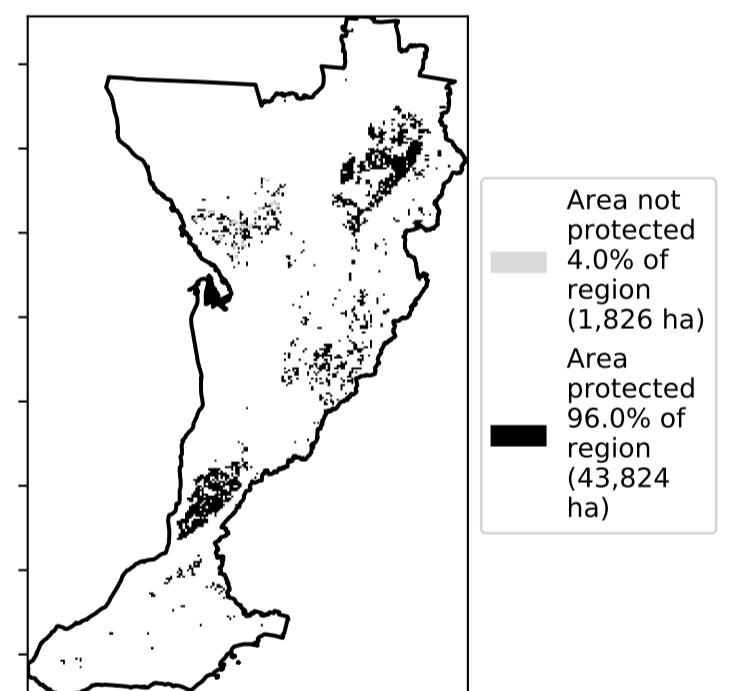 Area not
protected
4.0% of
region
(1,826 ha)
Area
protected
96.0% of
region
(43,824
ha)